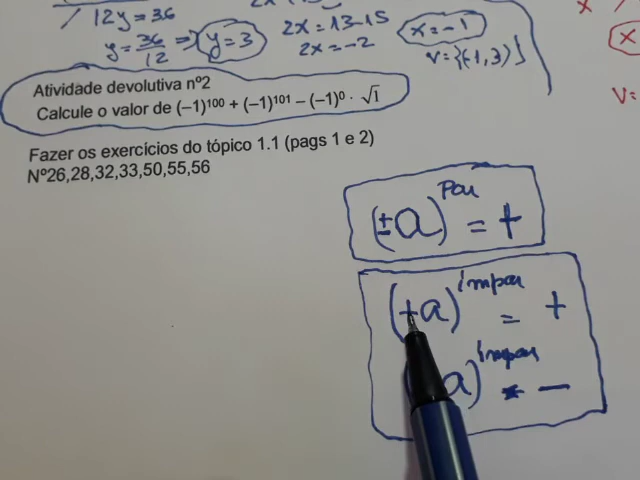 12y = 36
2x = 13-15
x = -1
y = 36/12 ⇒ y = 3
2x = -2
V = {(-1,3)}
x
V=
Atividade devolutiva nº2
Calcule o valor de (−1)¹⁰⁰ + (−1)¹⁰¹ − (−1)⁰ · √1
Fazer os exercícios do tópico 1.1 (pags 1 e 2)
Nº26,28,32,33,50,55,56
(±a)^Par = +
(+a)^ímpar = +
a)^ímpar = −